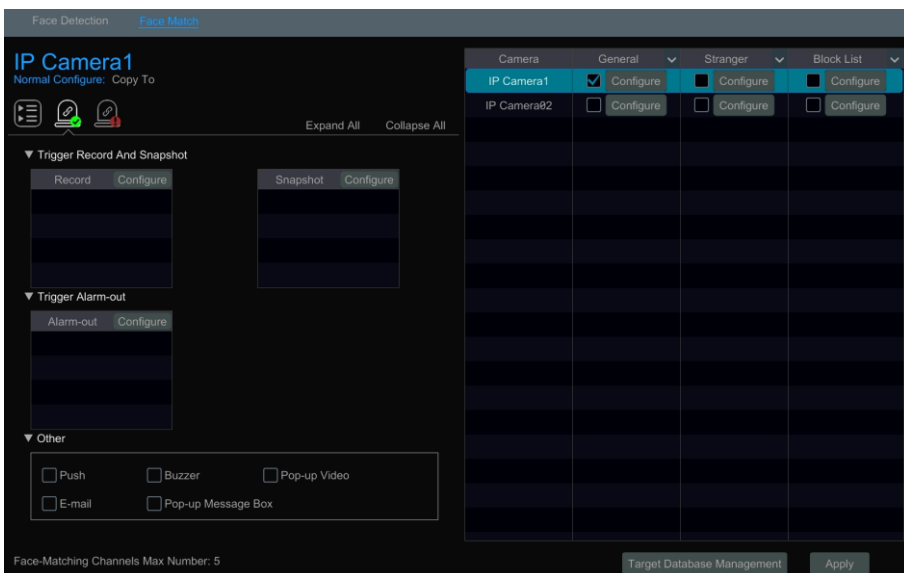 Face Detection Face Match
IP Camera1
Normal Configure: Copy To
Expand All Collapse All
Trigger Record And Snapshot
Record Configure Snapshot Configure
Trigger Alarm-out
Alarm-out Configure
Other
Push Buzzer Pop-up Video
E-mail Pop-up Message Box
Camera General Stranger Block List
IP Camera1 Configure Configure Configure
IP Camera02 Configure Configure Configure
Face-Matching Channels Max Number: 5
Target Database Management Apply